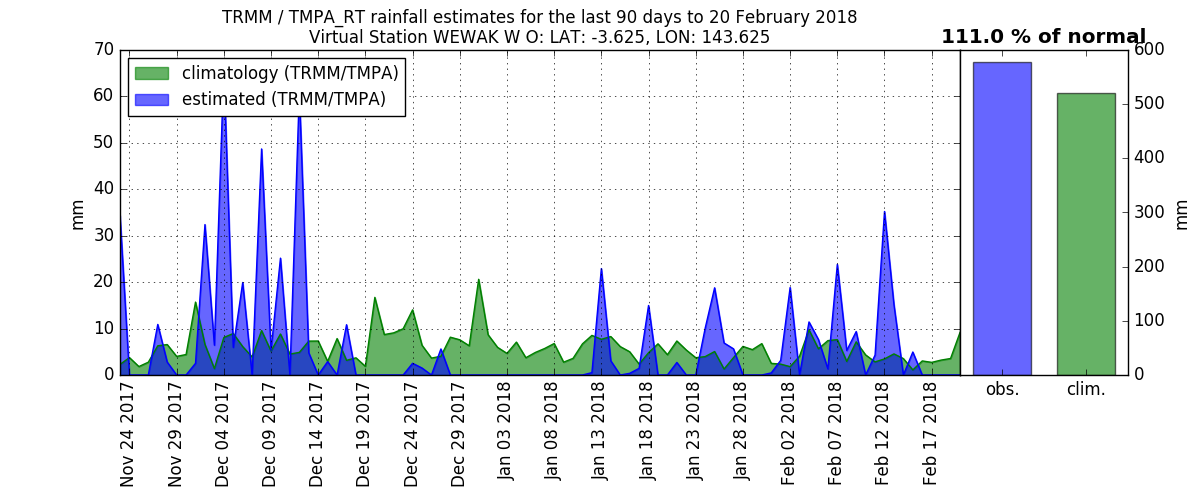 TRMM / TMPA_RT rainfall estimates for the last 90 days to 20 February 2018
Virtual Station WEWAK W O: LAT: -3.625, LON: 143.625
111.0 % of normal
climatology (TRMM/TMPA)
estimated (TRMM/TMPA)
70
60
50
40
30
20
10
0
mm
Nov 24 2017
Nov 29 2017
Dec 04 2017
Dec 09 2017
Dec 14 2017
Dec 19 2017
Dec 24 2017
Dec 29 2017
Jan 03 2018
Jan 08 2018
Jan 13 2018
Jan 18 2018
Jan 23 2018
Jan 28 2018
Feb 02 2018
Feb 07 2018
Feb 12 2018
Feb 17 2018
600
500
400
300
200
100
0
mm
obs.
clim.